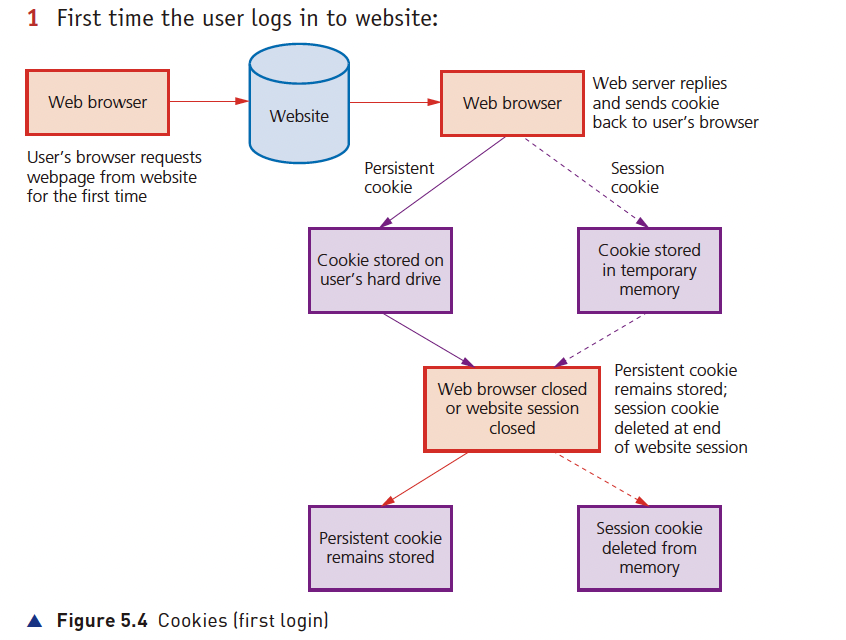 1 First time the user logs in to website:
Web browser
Website
Web browser
Web server replies
and sends cookie
back to user's browser
User's browser requests
webpage from website
for the first time
Persistent
cookie
Session
cookie
Cookie stored on
user's hard drive
Cookie stored
in temporary
memory
Web browser closed
or website session
closed
Persistent cookie
remains stored;
session cookie
deleted at end
of website session
Persistent cookie
remains stored
Session cookie
deleted from
memory
▲ Figure 5.4 Cookies (first login)